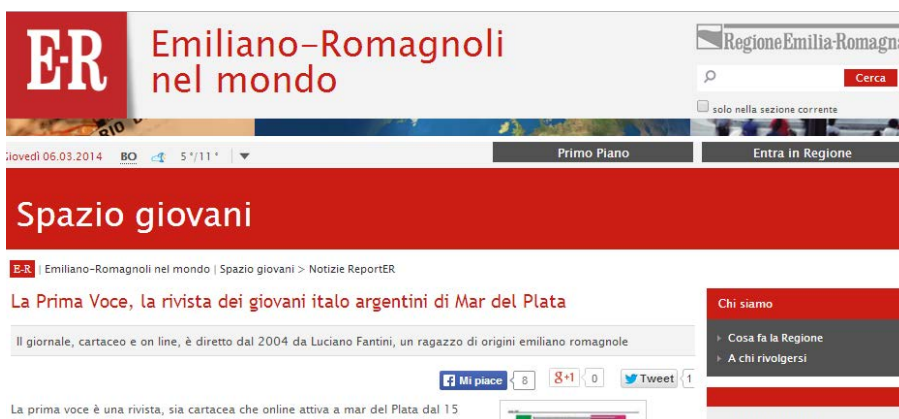 E·R
Emiliano-Romagnoli
nel mondo
RegioneEmilia-Romagna
Cerca
solo nella sezione corrente
RIO
Giovedì 06.03.2014 BO 5°/11°
Primo Piano
Entra in Regione
Spazio giovani
E-R | Emiliano-Romagnoli nel mondo | Spazio giovani > Notizie ReportER
La Prima Voce, la rivista dei giovani italo argentini di Mar del Plata
Il giornale, cartaceo e on line, è diretto dal 2004 da Luciano Fantini, un ragazzo di origini emiliano romagnole
Chi siamo
Cosa fa la Regione
A chi rivolgersi
Mi piace 8 g+1 0 Tweet 1
La prima voce è una rivista, sia cartacea che online attiva a mar del Plata dal 15